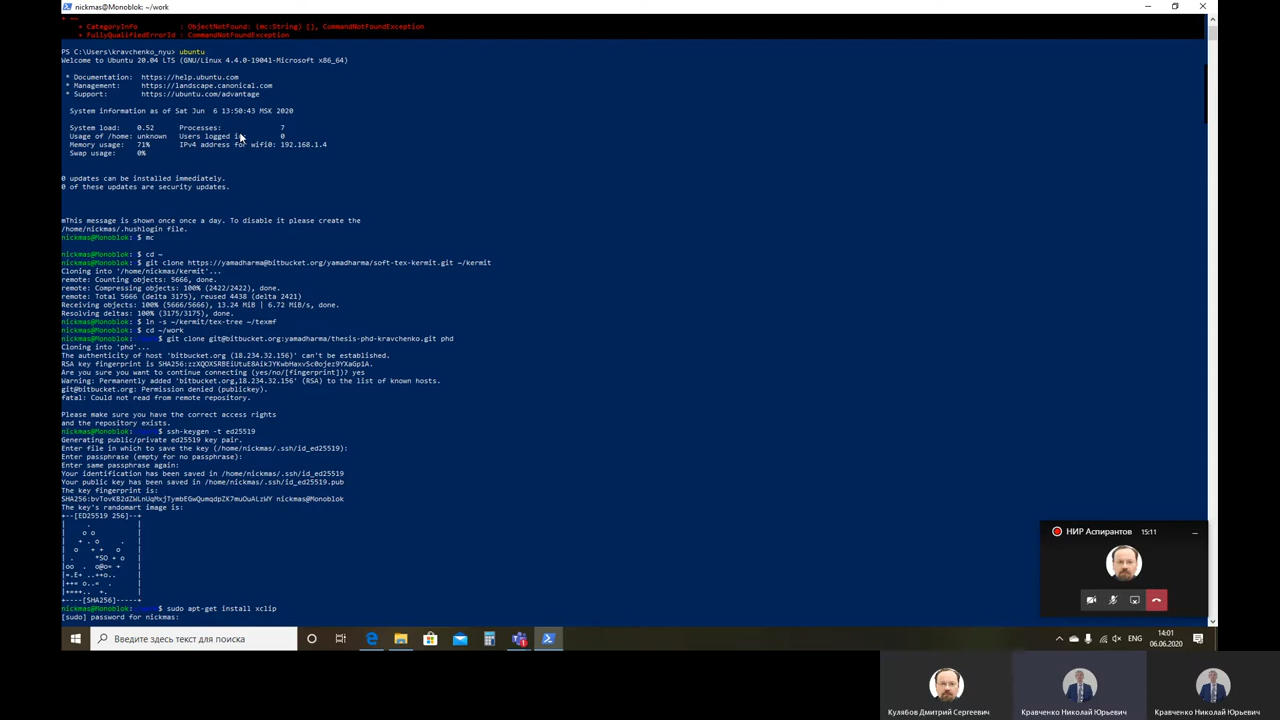 nickmas@Monoblok: ~/work
+ ~~
+ CategoryInfo : ObjectNotFound: (mc:String) [], CommandNotFoundException
+ FullyQualifiedErrorId : CommandNotFoundException
PS C:\Users\kravchenko_nyu> ubuntu
Welcome to Ubuntu 20.04 LTS (GNU/Linux 4.4.0-19041-Microsoft x86_64)
* Documentation: https://help.ubuntu.com
* Management: https://landscape.canonical.com
* Support: https://ubuntu.com/advantage
System information as of Sat Jun 6 13:50:43 MSK 2020
System load: 0.52 Processes: 7
Usage of /home: unknown Users logged i 0
Memory usage: 71% IPv4 address for wifi0: 192.168.1.4
Swap usage: 0%
0 updates can be installed immediately.
0 of these updates are security updates.
mThis message is shown once once a day. To disable it please create the
/home/nickmas/.hushlogin file.
nickmas@Monoblok: $ mc
nickmas@Monoblok: $ cd ~
nickmas@Monoblok: $ git clone https://yamadharma@bitbucket.org/yamadharma/soft-tex-kermit.git ~/kermit
Cloning into '/home/nickmas/kermit'...
remote: Counting objects: 5666, done.
remote: Compressing objects: 100% (2422/2422), done.
remote: Total 5666 (delta 3175), reused 4438 (delta 2421)
Receiving objects: 100% (5666/5666), 13.24 MiB | 6.72 MiB/s, done.
Resolving deltas: 100% (3175/3175), done.
nickmas@Monoblok: $ ln -s ~/kermit/tex-tree ~/texmf
nickmas@Monoblok: $ cd ~/work
nickmas@Monoblok: $ git clone git@bitbucket.org:yamadharma/thesis-phd-kravchenko.git phd
Cloning into 'phd'...
The authenticity of host 'bitbucket.org (18.234.32.156)' can't be established.
RSA key fingerprint is SHA256:zzXQOXSRBEiUtuE8AikJYKwbHaxvSc0ojez9YXaGp1A.
Are you sure you want to continue connecting (yes/no/[fingerprint])? yes
Warning: Permanently added 'bitbucket.org,18.234.32.156' (RSA) to the list of known hosts.
git@bitbucket.org: Permission denied (publickey).
fatal: Could not read from remote repository.
Please make sure you have the correct access rights
and the repository exists.
nickmas@Monoblok: $ ssh-keygen -t ed25519
Generating public/private ed25519 key pair.
Enter file in which to save the key (/home/nickmas/.ssh/id_ed25519):
Enter passphrase (empty for no passphrase):
Enter same passphrase again:
Your identification has been saved in /home/nickmas/.ssh/id_ed25519
Your public key has been saved in /home/nickmas/.ssh/id_ed25519.pub
The key fingerprint is:
nickmas@Monoblok
The key's randomart image is:
+--[ED25519 256]--+
| . |
| o o |
| + . o . |
| o + + o |
| . *SO + o |
|oo . o@o= + |
|=.E+ ..++o.. |
|++= o..= . |
|=++=.. +. |
+----[SHA256]-----+
nickmas@Monoblok: $ sudo apt-get install xclip
[sudo] password for nickmas:
НИР Аспирантов 15:11
Введите здесь текст для поиска
ENG
14:01
06.06.2020
Кулябов Дмитрий Сергеевич
Кравченко Николай Юрьевич
Кравченко Николай Юрьевич